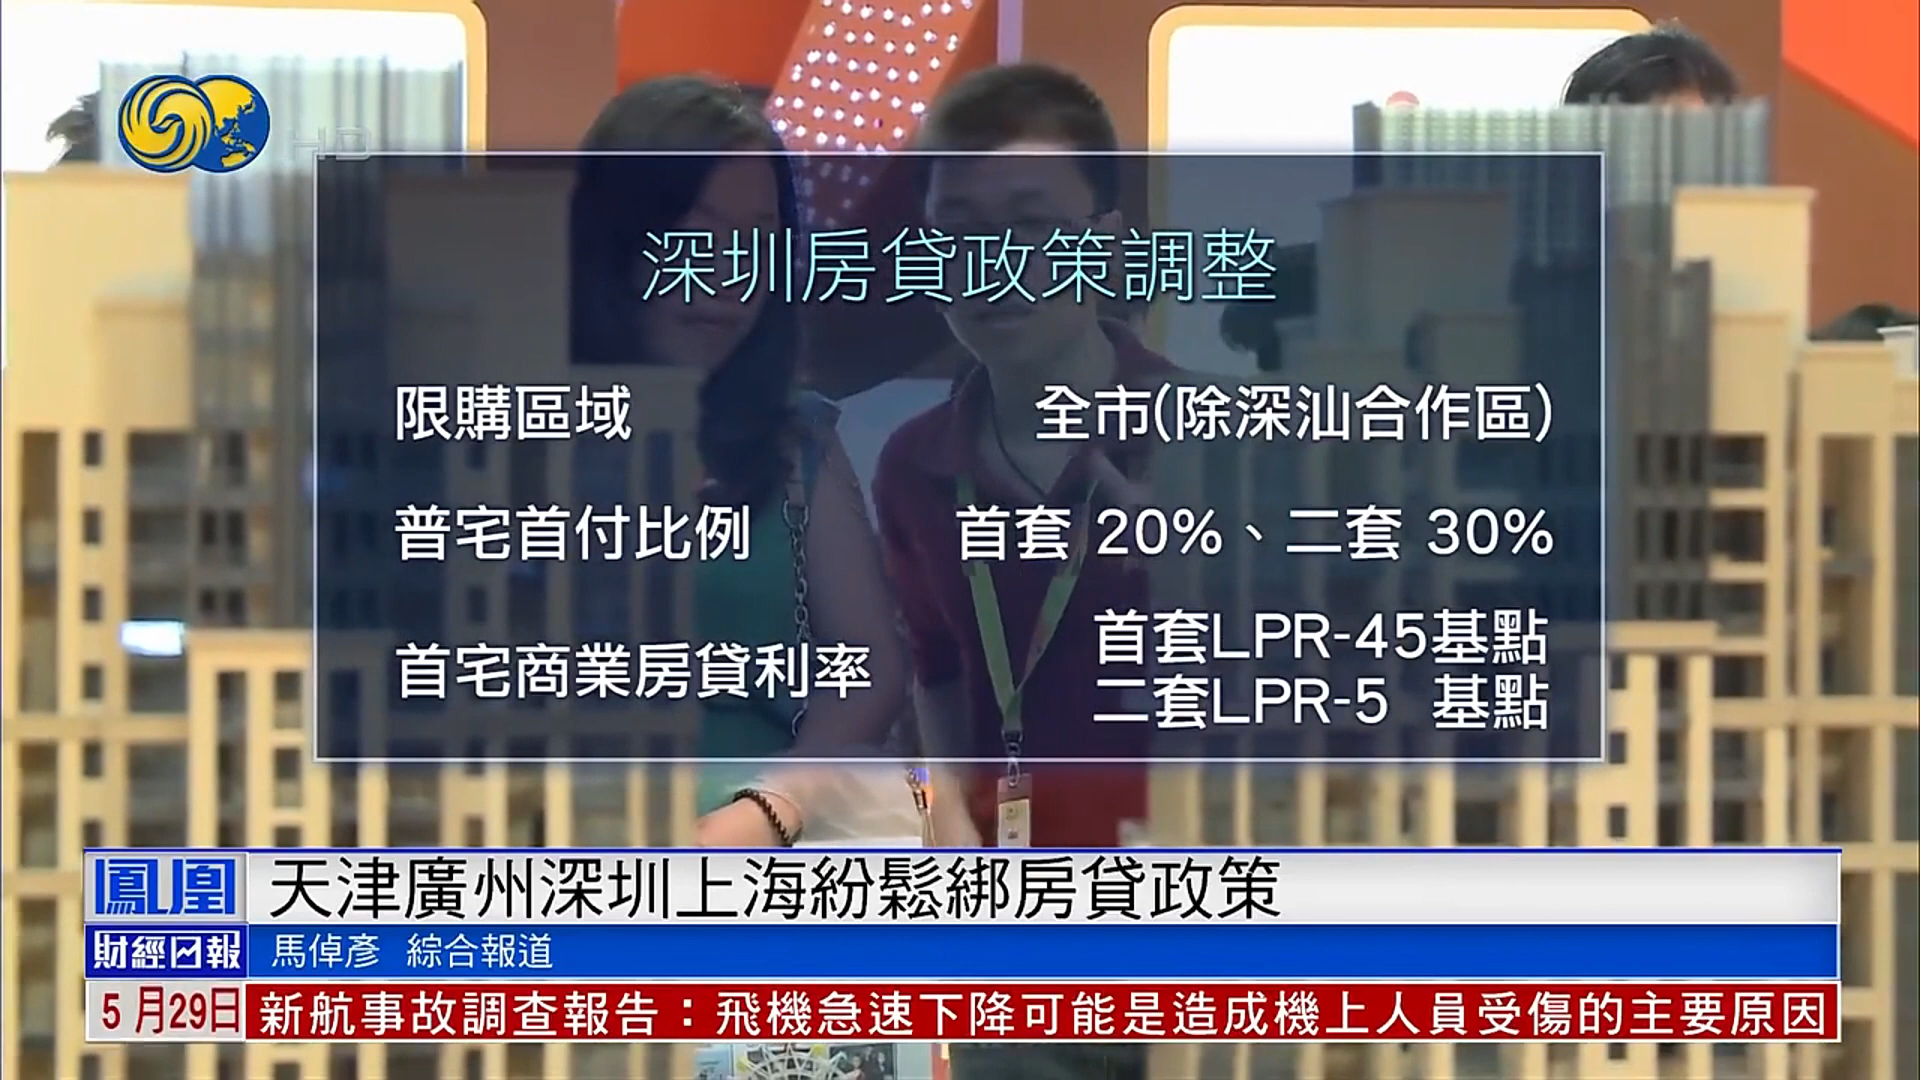 HD
深圳房貸政策調整
限購區域 全市(除深汕合作區)
普宅首付比例 首套 20%、二套 30%
首宅商業房貸利率 首套LPR-45基點
二套LPR-5 基點
鳳凰 天津廣州深圳上海紛鬆綁房貸政策
財經日報 馬倬彥 綜合報道
5月29日 新航事故調查報告：飛機急速下降可能是造成機上人員受傷的主要原因